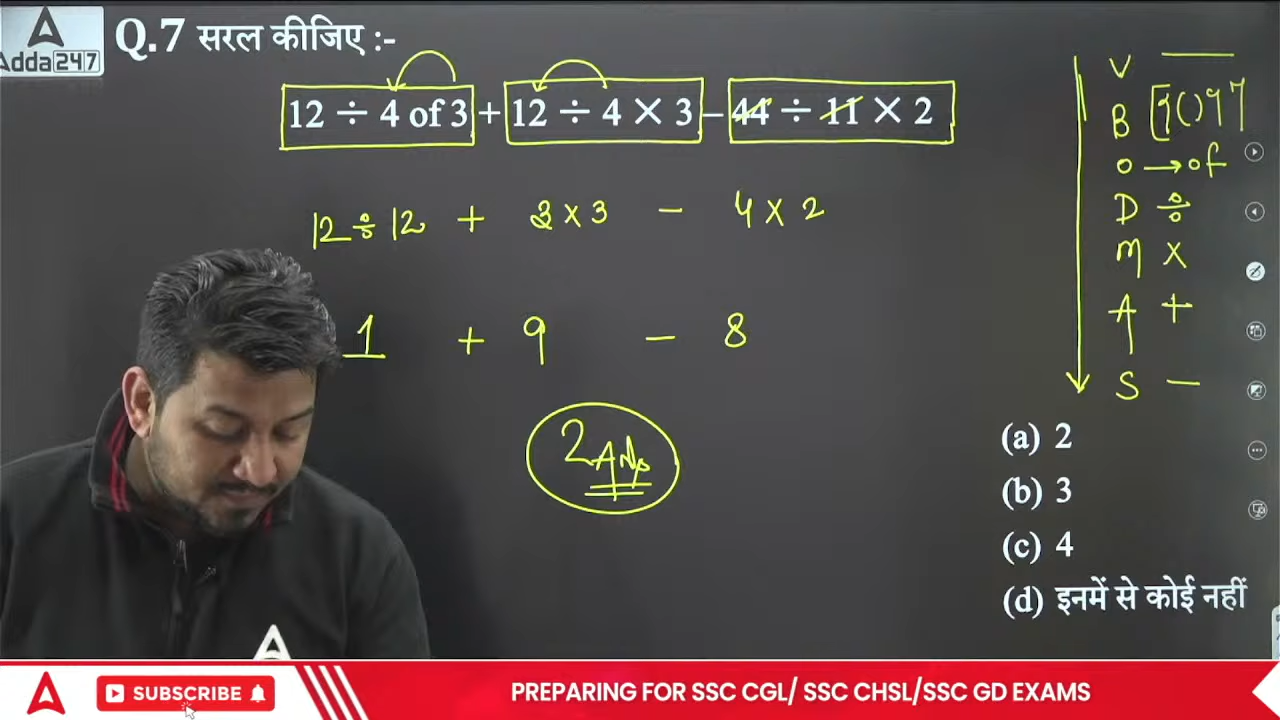 Adda247
Q.7 सरल कीजिए :-
12 ÷ 4 of 3 + 12 ÷ 4 × 3 – 44 ÷ 11 × 2
12 ÷ 12 + 3 × 3 - 4 × 2
1 + 9 - 8
2 Ans
V
B [{()}]
O → of
D ÷
M ×
A +
S -
(a) 2
(b) 3
(c) 4
(d) इनमें से कोई नहीं
SUBSCRIBE
PREPARING FOR SSC CGL/ SSC CHSL/SSC GD EXAMS